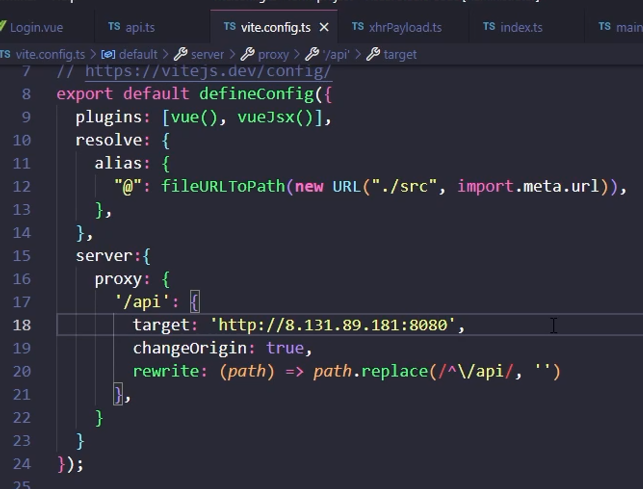 Login.vue TS api.ts TS vite.config.ts × TS xhrPayload.ts TS index.ts TS main
TS vite.config.ts > default > server > proxy > '/api' > target
7 // https://vitejs.dev/config/
8 export default defineConfig({
9 plugins: [vue(), vueJsx()],
10 resolve: {
11 alias: {
12 "@": fileURLToPath(new URL("./src", import.meta.url)),
13 },
14 },
15 server:{
16 proxy: {
17 '/api': {
18 target: 'http://8.131.89.181:8080',
19 changeOrigin: true,
20 rewrite: (path) => path.replace(/^\/api/, '')
21 },
22 }
23 }
24 });
25